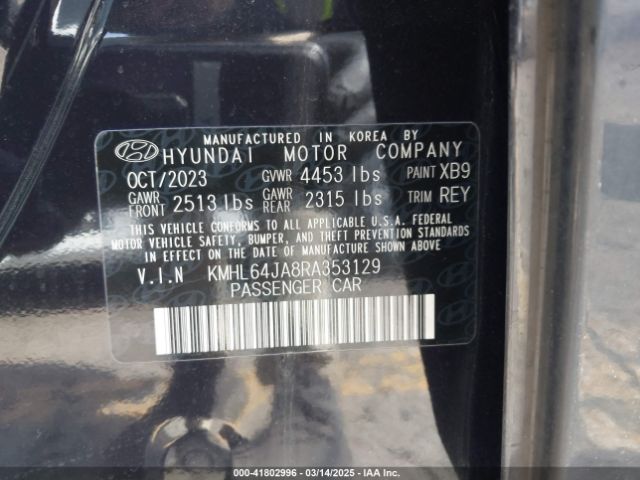 MANUFACTURED IN KOREA BY
HYUNDAI MOTOR COMPANY
OCT/2023 GVWR 4453 lbs PAINT XB9
GAWR FRONT 2513 lbs GAWR REAR 2315 lbs TRIM REY
THIS VEHICLE CONFORMS TO ALL APPLICABLE U.S.A. FEDERAL
MOTOR VEHICLE SAFETY, BUMPER, AND THEFT PREVENTION STANDARDS
IN EFFECT ON THE DATE OF MANUFACTURE SHOWN ABOVE.
V.I.N KMHL64JA8RA353129
PASSENGER CAR
000-41802996 — 03/14/2025 — IAA Inc.